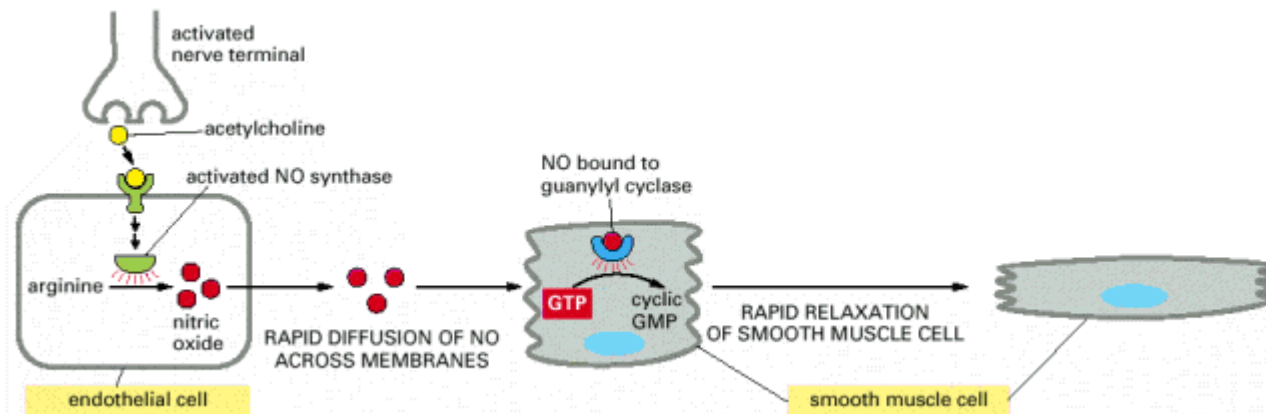 activated
nerve terminal
acetylcholine
activated NO synthase
arginine
nitric
oxide
endothelial cell
RAPID DIFFUSION OF NO
ACROSS MEMBRANES
NO bound to
guanylyl cyclase
GTP
cyclic
GMP
RAPID RELAXATION
OF SMOOTH MUSCLE CELL
smooth muscle cell